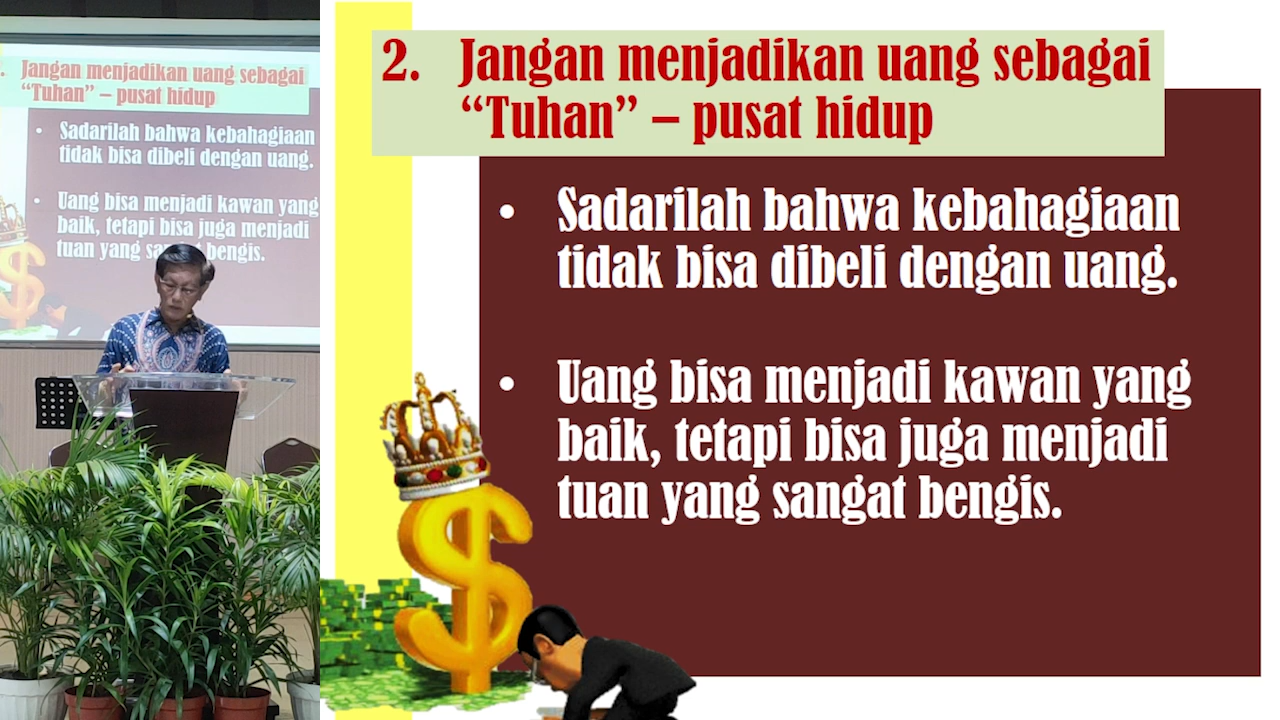 . Jangan menjadikan uang sebagai
“Tuhan” – pusat hidup
• Sadarilah bahwa kebahagiaan
tidak bisa dibeli dengan uang.
• Uang bisa menjadi kawan yang
baik, tetapi bisa juga menjadi
tuan yang bengis.
2. Jangan menjadikan uang sebagai
“Tuhan” – pusat hidup
• Sadarilah bahwa kebahagiaan
tidak bisa dibeli dengan uang.
• Uang bisa menjadi kawan yang
baik, tetapi bisa juga menjadi
tuan yang sangat bengis.